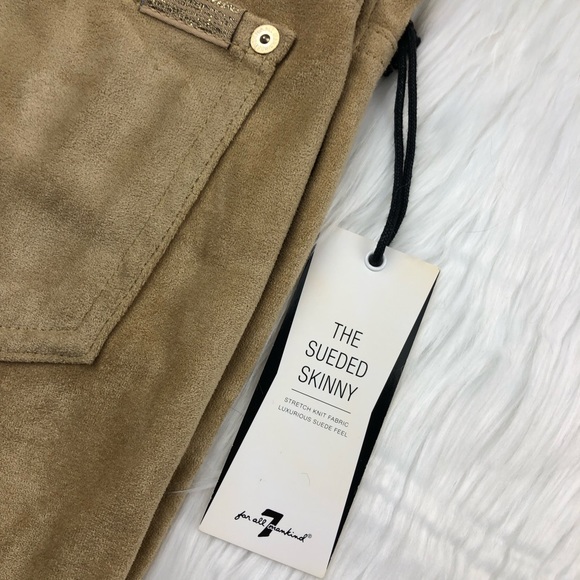 THE
SUEDED
SKINNY
STRETCH KNIT FABRIC
LUXURIOUS SUEDE FEEL
7
for all mankind®